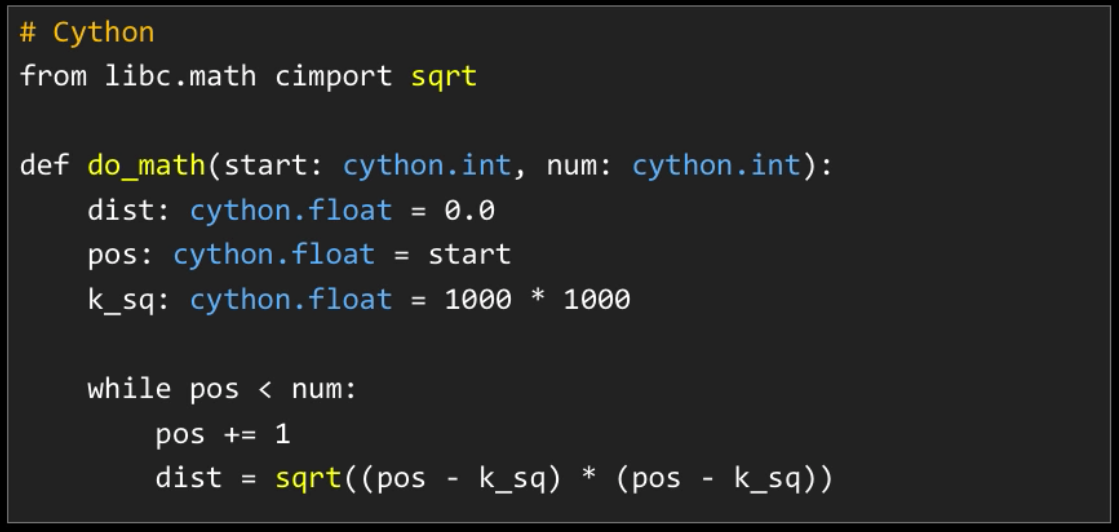 # Cython
from libc.math cimport sqrt
def do_math(start: cython.int, num: cython.int):
    dist: cython.float = 0.0
    pos: cython.float = start
    k_sq: cython.float = 1000 * 1000
    while pos < num:
        pos += 1
        dist = sqrt((pos - k_sq) * (pos - k_sq))